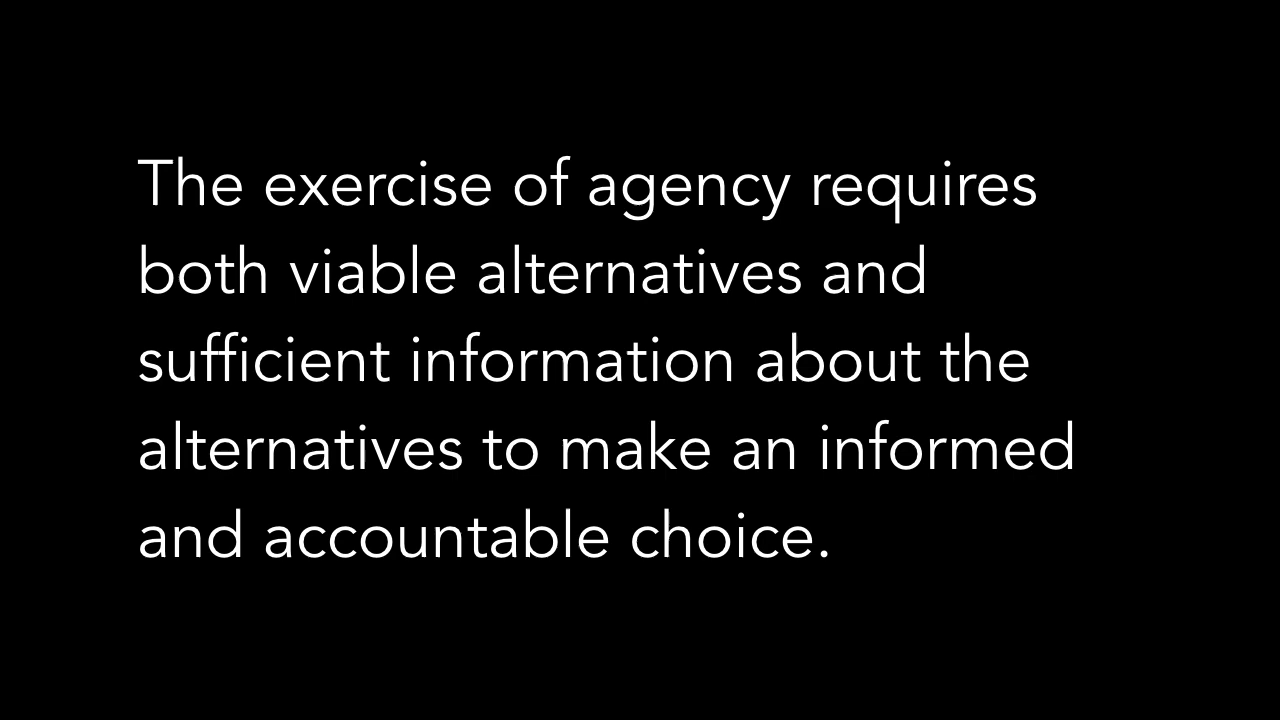 The exercise of agency requires
both viable alternatives and
sufficient information about the
alternatives to make an informed
and accountable choice.